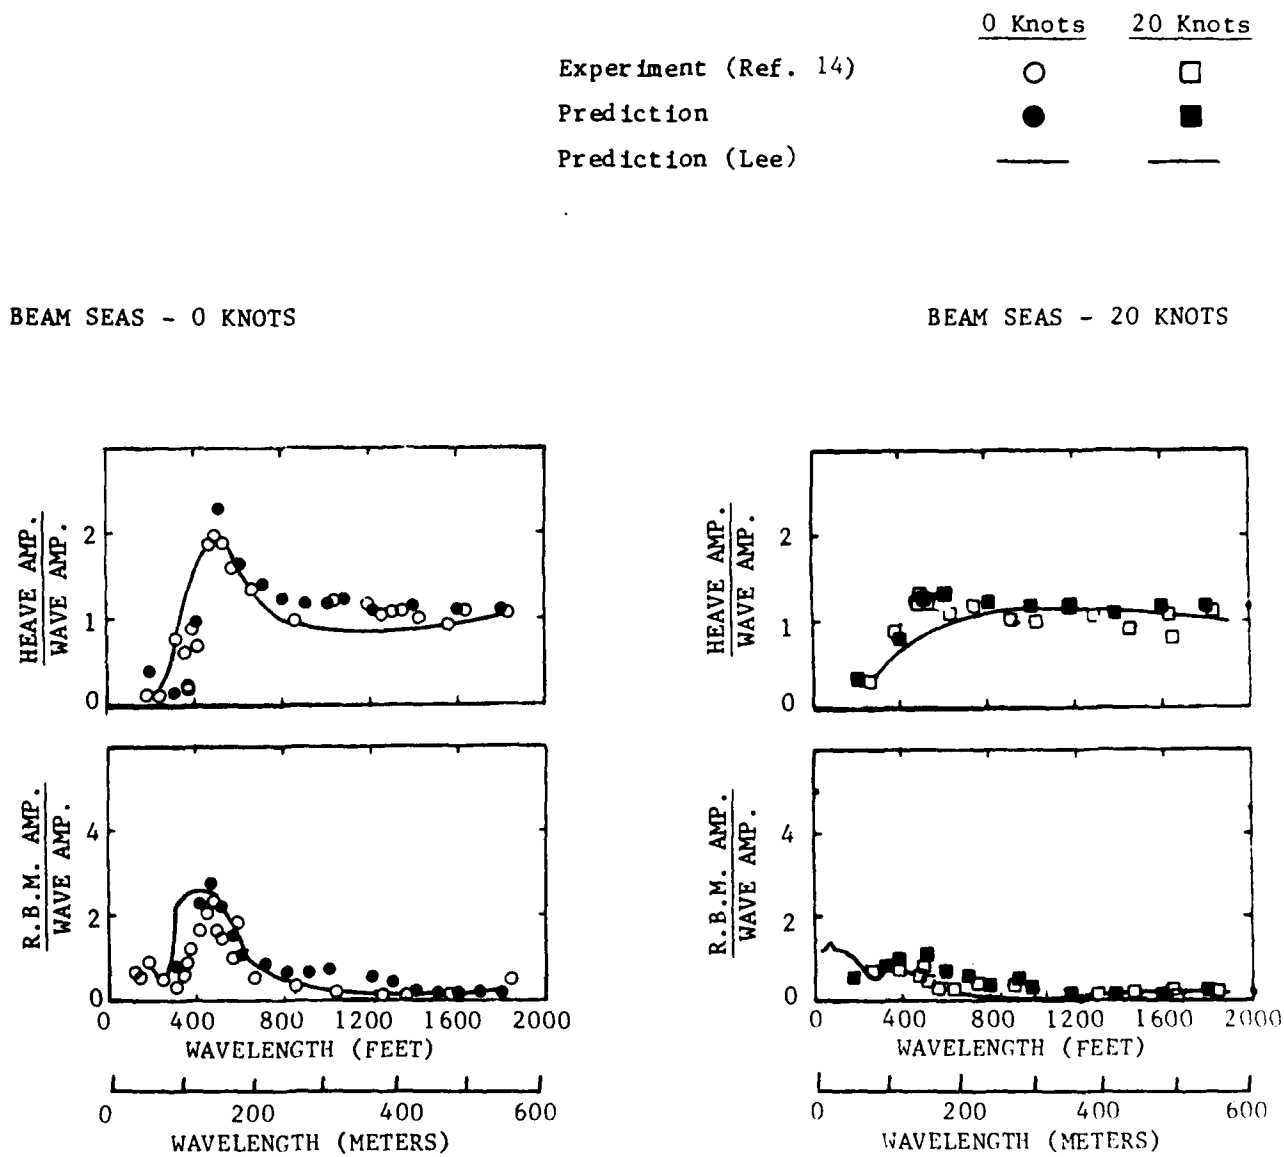 0 Knots 20 Knots
Experiment (Ref. 14)
Prediction
Prediction (Lee)
BEAM SEAS - 0 KNOTS
BEAM SEAS - 20 KNOTS
HEAVE AMP.
WAVE AMP.
2
1
0
HEAVE AMP.
WAVE AMP.
2
1
0
R.B.M. AMP.
WAVE AMP.
4
2
0
0 400 800 1200 1600 2000
WAVELENGTH (FEET)
0 200 400 600
WAVELENGTH (METERS)
R.B.M. AMP.
WAVE AMP.
4
2
0
0 400 800 1200 1600 2000
WAVELENGTH (FEET)
0 200 400 600
WAVELENGTH (METERS)